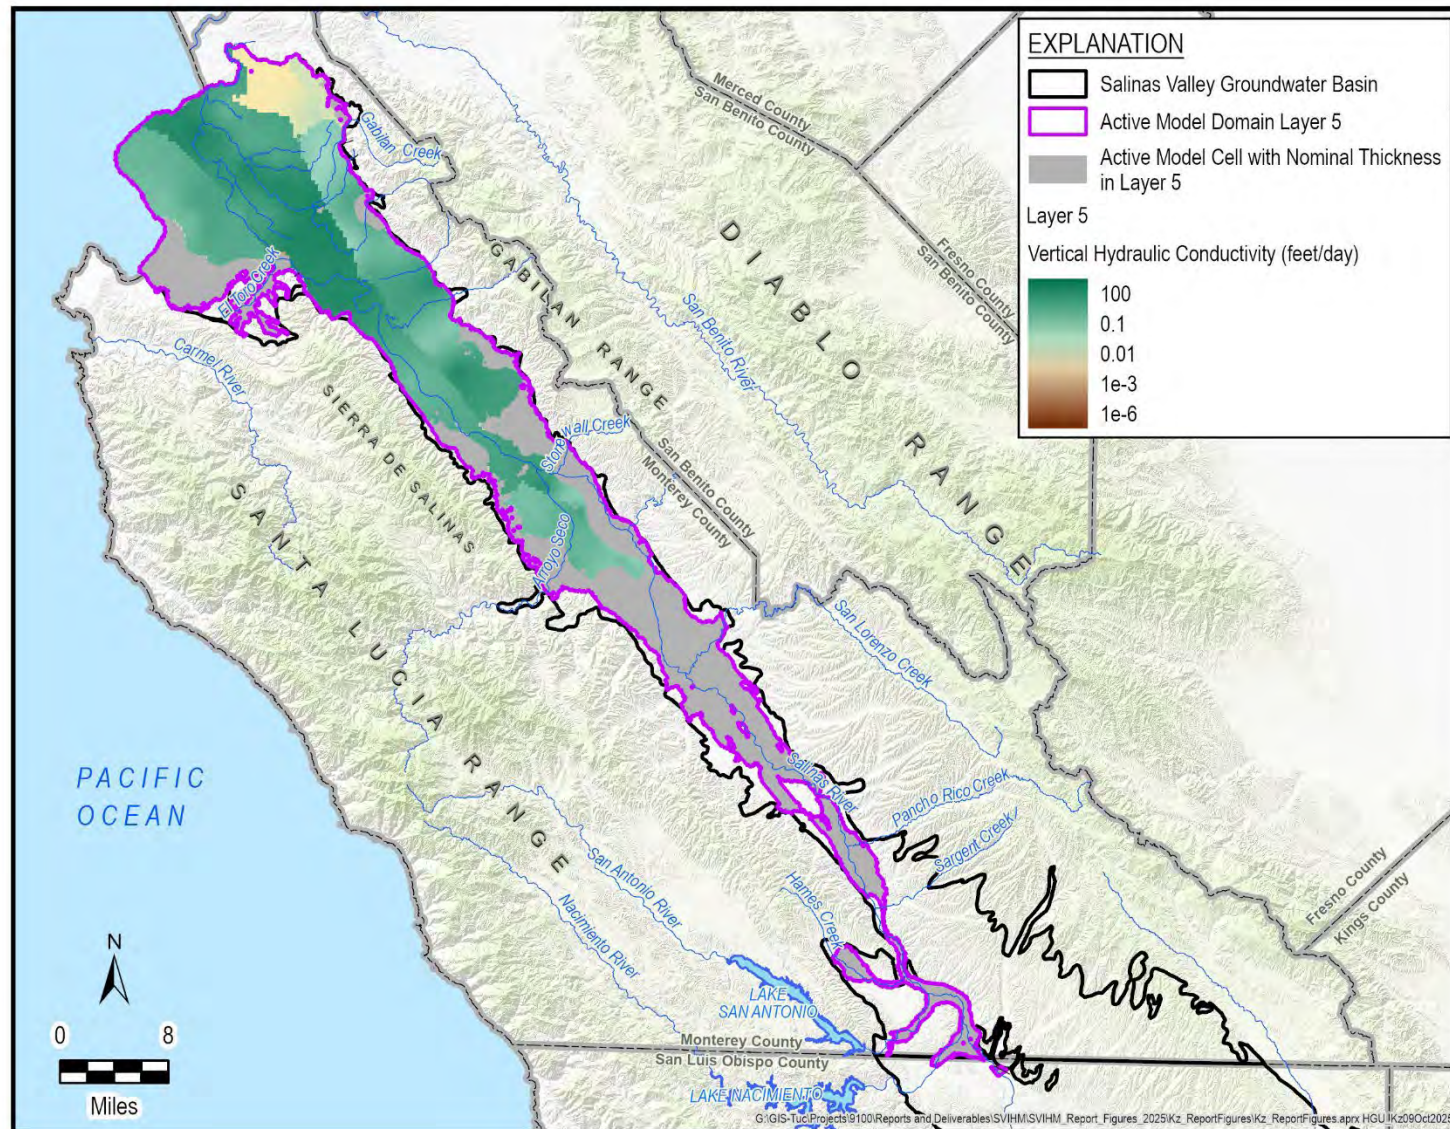 EXPLANATION
Salinas Valley Groundwater Basin
Active Model Domain Layer 5
Active Model Cell with Nominal Thickness
in Layer 5
Layer 5
Vertical Hydraulic Conductivity (feet/day)
100
0.1
0.01
1e-3
1e-6
Merced County
San Benito County
Fresno County
San Benito County
Gabilan Creek
DIABLO RANGE
GABILAN RANGE
San Benito River
El Toro Creek
Carmel River
SIERRA DE SALINAS
Stonewall Creek
San Benito County
Monterey County
SANTA LUCIA RANGE
Arroyo Seco
San Lorenzo Creek
PACIFIC
OCEAN
Salinas River
Pancho Rico Creek
Sargent Creek
San Antonio River
Nacimiento River
Hames Creek
Fresno County
Kings County
N
0 8
Miles
LAKE
SAN ANTONIO
Monterey County
San Luis Obispo County
LAKE NACIMIENTO